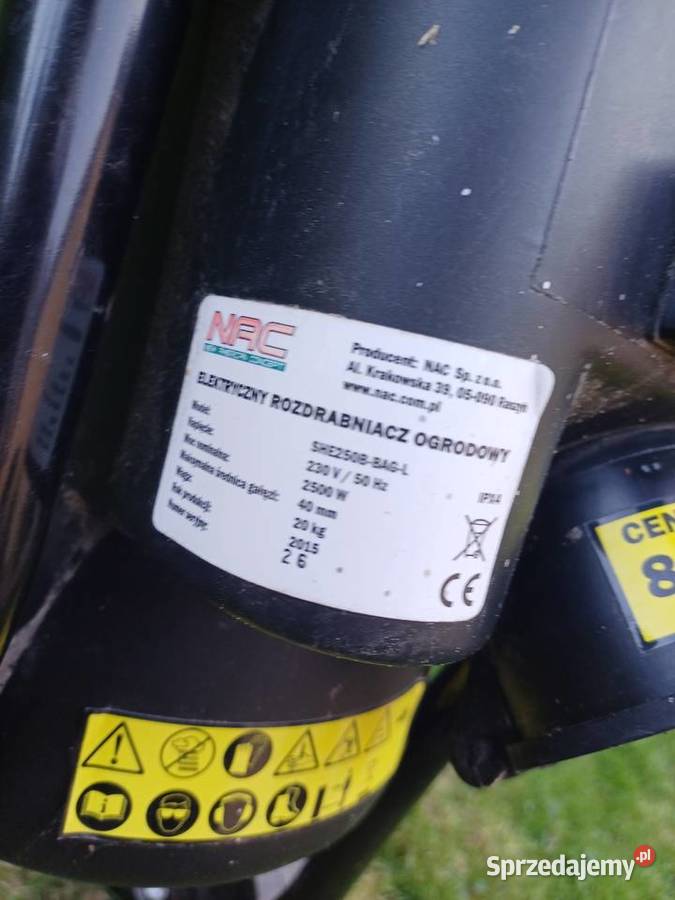 NAC
Producent: NAC Sp. z o.o.
Al. Krakowska 39, 05-090 Raszyn
www.nac.com.pl
ELEKTRYCZNY ROZDRABNIACZ OGRODOWY
Model: SHE250B-BAG-L
Napięcie: 230 V / 50 Hz
Moc nominalna: 2500 W
Maksymalna średnica gałęzi: 40 mm
Waga: 20 kg
Rok produkcji: 2015
Numer seryjny: 26
IPX4
CE
CEN
8
Sprzedajemy.pl